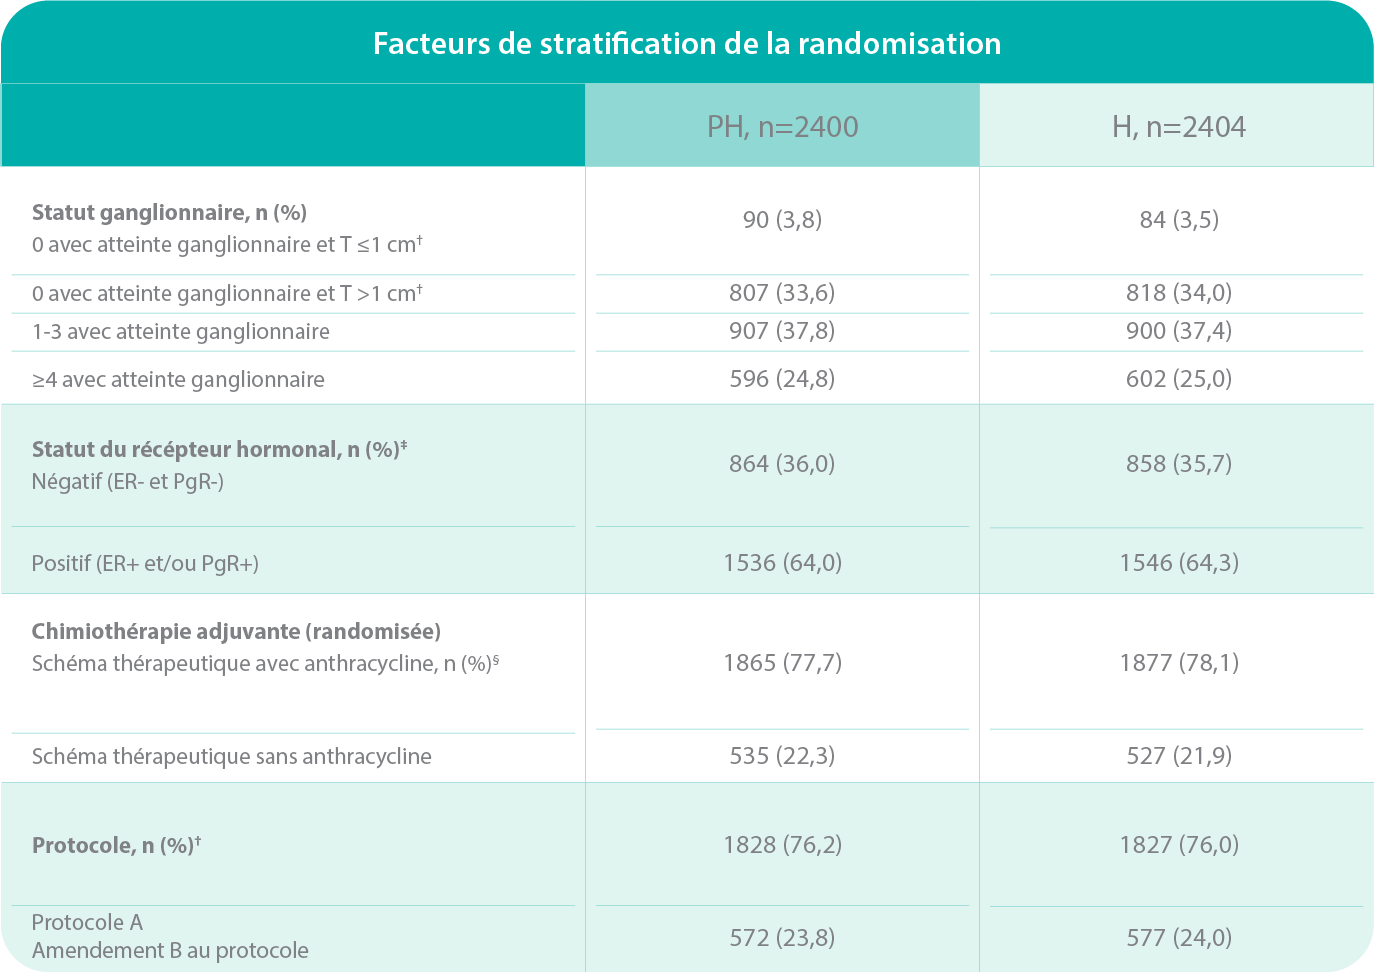 Facteurs de stratification de la randomisation
PH, n=2400 H, n=2404
Statut ganglionnaire, n (%)
0 avec atteinte ganglionnaire et T ≤1 cm† 90 (3,8) 84 (3,5)
0 avec atteinte ganglionnaire et T >1 cm† 807 (33,6) 818 (34,0)
1-3 avec atteinte ganglionnaire 907 (37,8) 900 (37,4)
≥4 avec atteinte ganglionnaire 596 (24,8) 602 (25,0)
Statut du récépteur hormonal, n (%)‡
Négatif (ER- et PgR-) 864 (36,0) 858 (35,7)
Positif (ER+ et/ou PgR+) 1536 (64,0) 1546 (64,3)
Chimiothérapie adjuvante (randomisée)
Schéma thérapeutique avec anthracycline, n (%)§ 1865 (77,7) 1877 (78,1)
Schéma thérapeutique sans anthracycline 535 (22,3) 527 (21,9)
Protocole, n (%)† 1828 (76,2) 1827 (76,0)
Protocole A
Amendement B au protocole 572 (23,8) 577 (24,0)